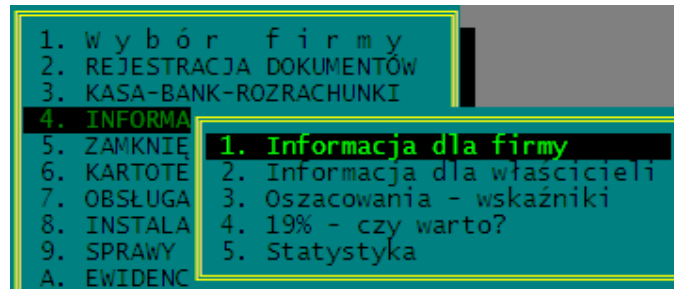 1. Wybór firmy
2. REJESTRACJA DOKUMENTÓW
3. KASA-BANK-ROZRACHUNKI
4. INFORMA
5. ZAMKNIĘ
6. KARTOTE
7. OBSŁUGA
8. INSTALA
9. SPRAWY
A. EWIDENC
1. Informacja dla firmy
2. Informacja dla właścicieli
3. Oszacowania - wskaźniki
4. 19% - czy warto?
5. Statystyka